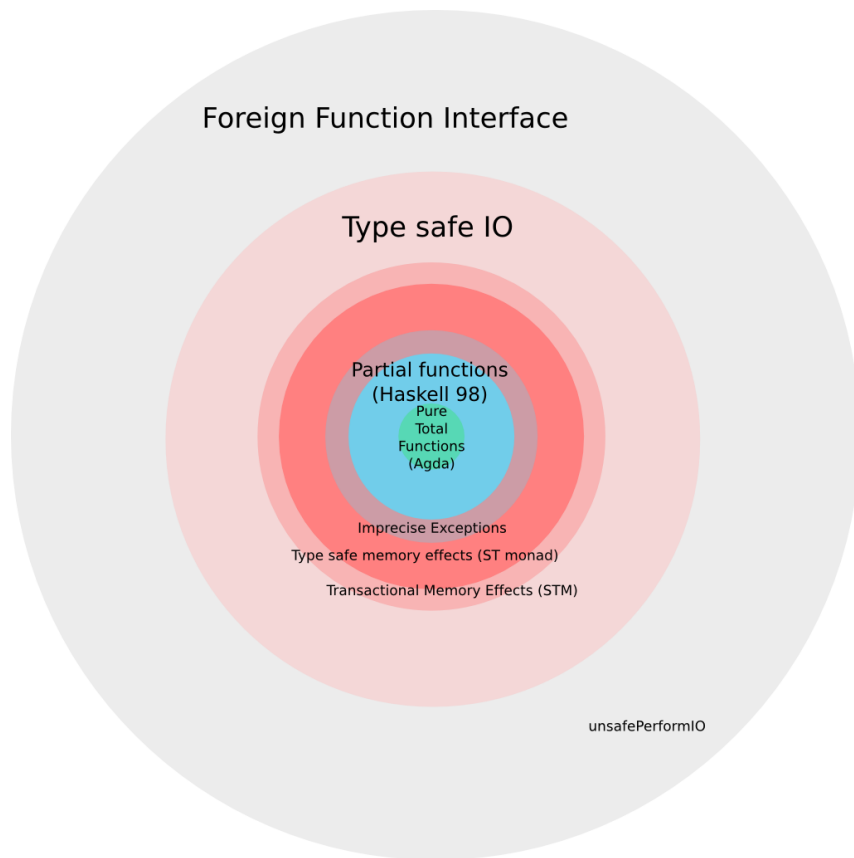 Foreign Function Interface
Type safe IO
Partial functions
(Haskell 98)
Pure
Total
Functions
(Agda)
Imprecise Exceptions
Type safe memory effects (ST monad)
Transactional Memory Effects (STM)
unsafePerformIO